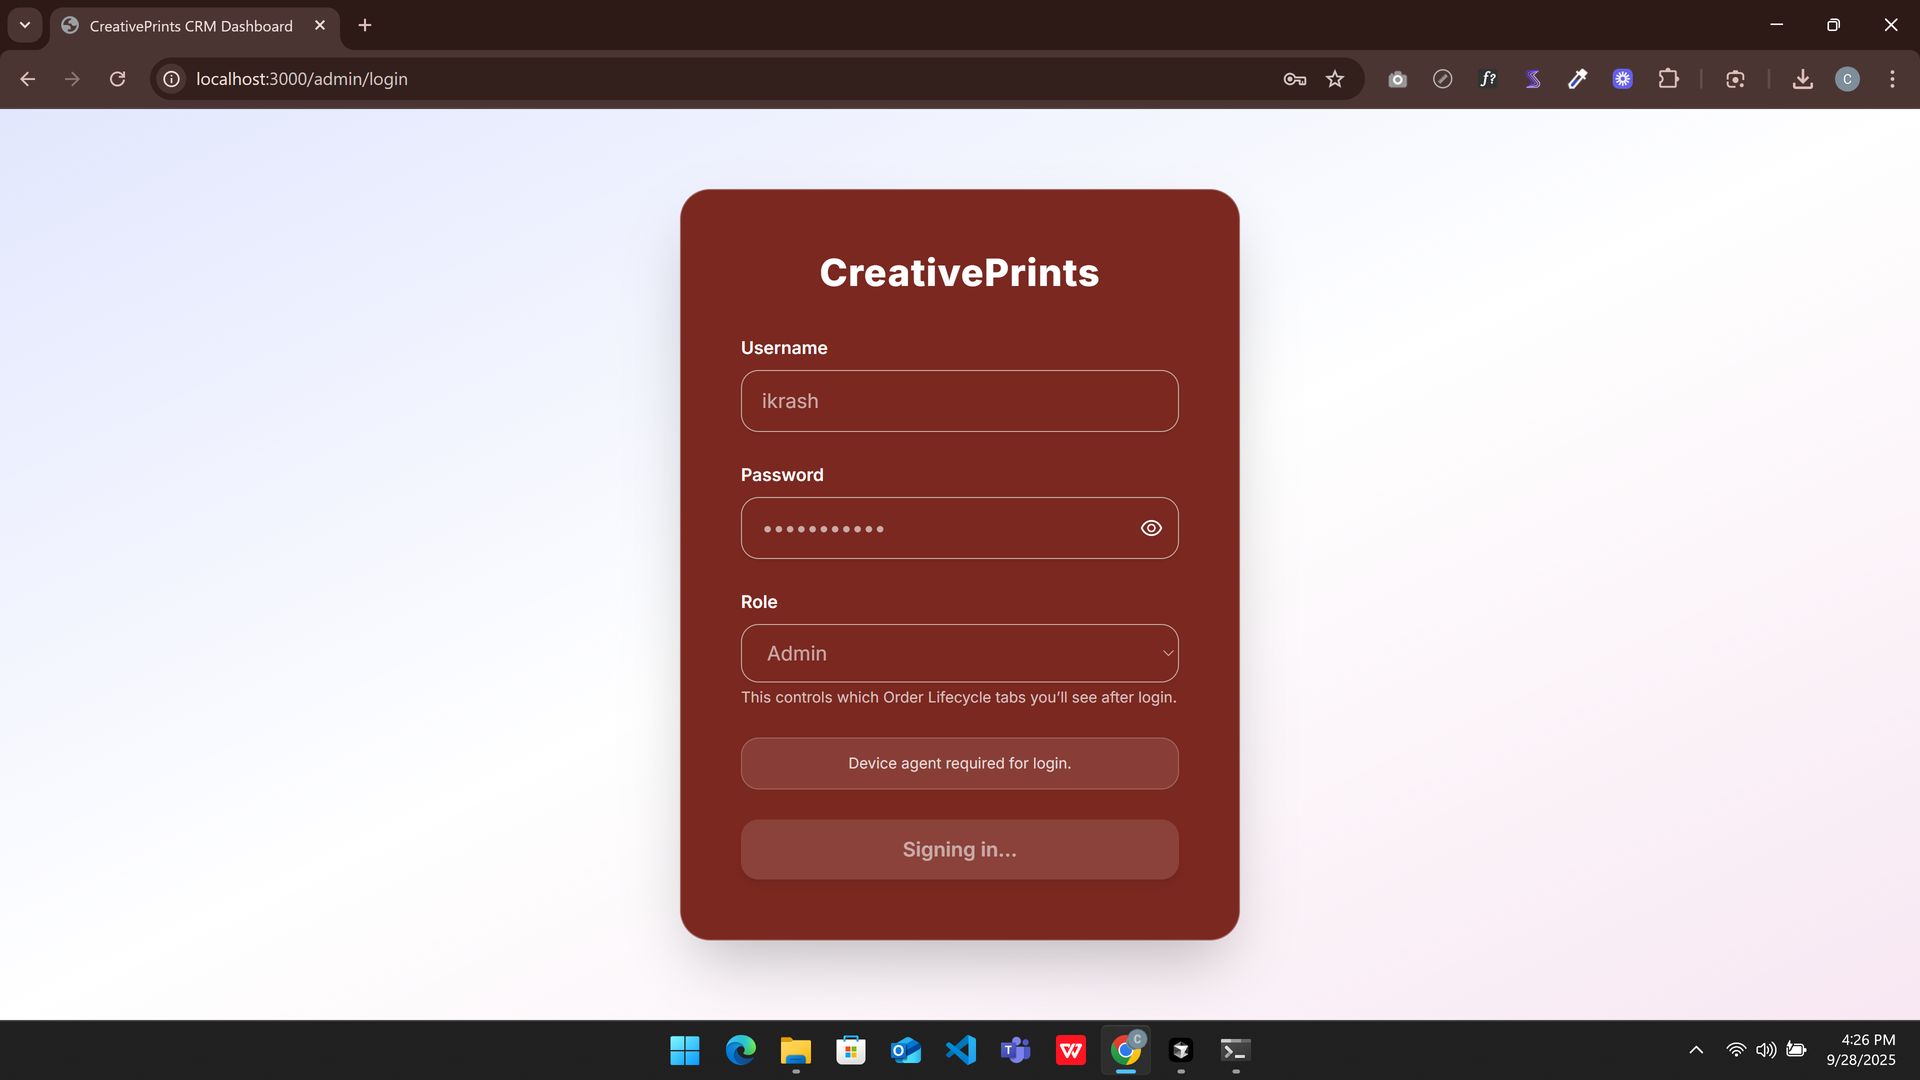 CreativePrints CRM Dashboard
localhost:3000/admin/login
f?
C
CreativePrints
Username
ikrash
Password
Role
Admin
This controls which Order Lifecycle tabs you’ll see after login.
Device agent required for login.
Signing in...
C
4:26 PM
9/28/2025